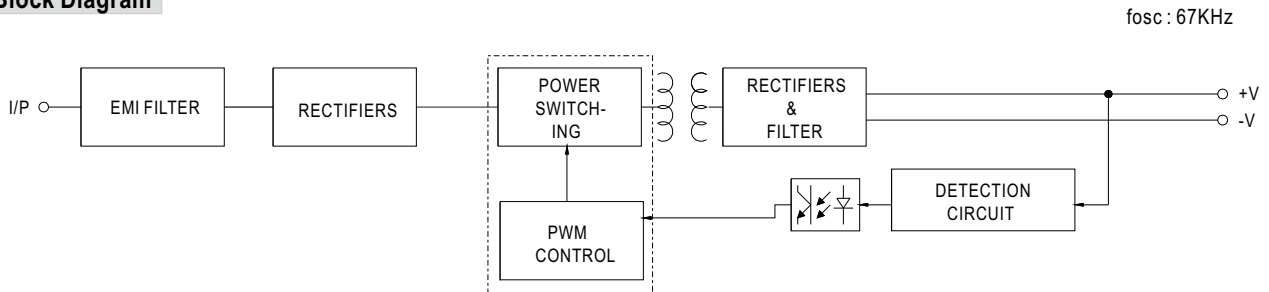 Block Diagram
fosc : 67KHz
I/P
EMI FILTER
RECTIFIERS
POWER
SWITCH-
ING
RECTIFIERS
&
FILTER
+V
-V
DETECTION
CIRCUIT
PWM
CONTROL